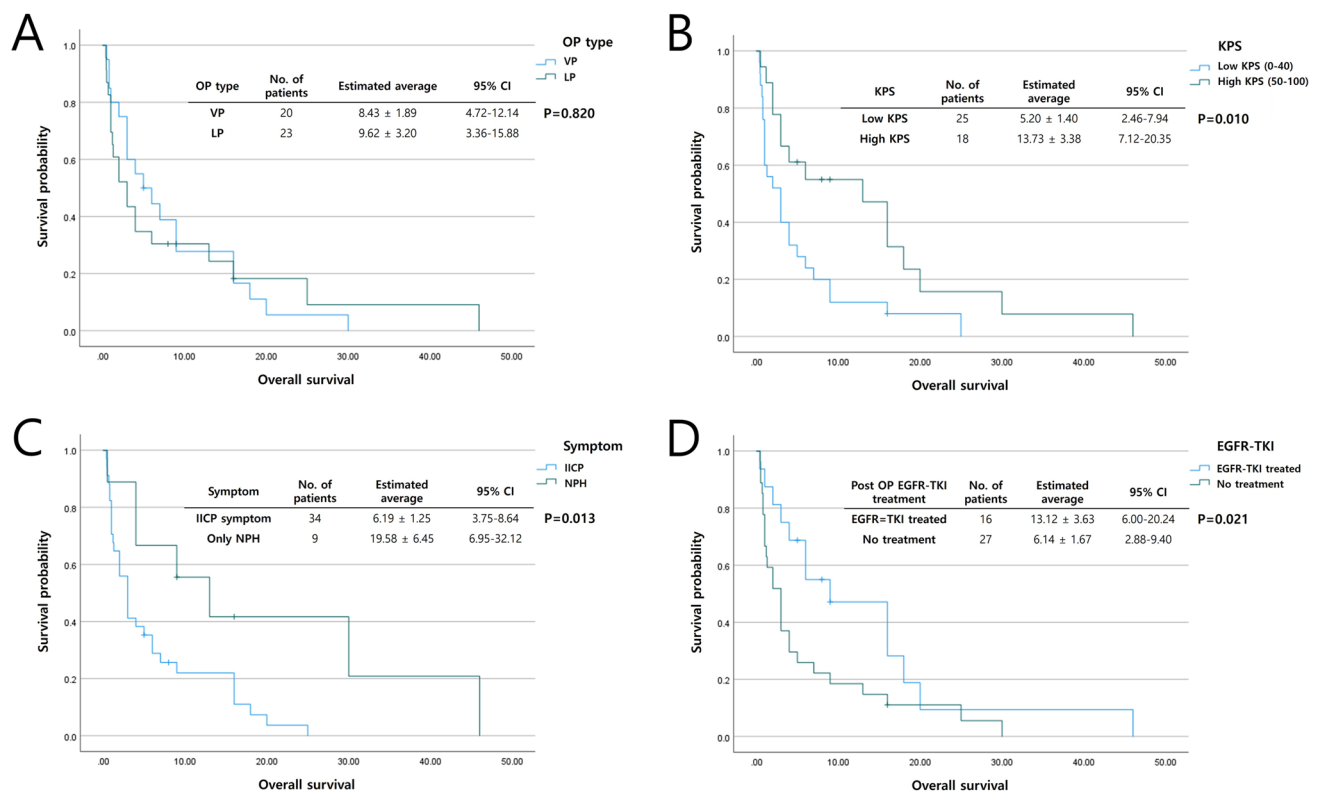 A
OP type
VP
LP
OP type No. of patients Estimated average 95% CI
VP 20 8.43 ± 1.89 4.72-12.14
LP 23 9.62 ± 3.20 3.36-15.88
P=0.820
Survival probability
1.0
0.8
0.6
0.4
0.2
0.0
.00 10.00 20.00 30.00 40.00 50.00
Overall survival
B
KPS
Low KPS (0-40)
High KPS (50-100)
KPS No. of patients Estimated average 95% CI
Low KPS 25 5.20 ± 1.40 2.46-7.94
High KPS 18 13.73 ± 3.38 7.12-20.35
P=0.010
Survival probability
1.0
0.8
0.6
0.4
0.2
0.0
.00 10.00 20.00 30.00 40.00 50.00
Overall survival
C
Symptom
IICP
NPH
Symptom No. of patients Estimated average 95% CI
IICP symptom 34 6.19 ± 1.25 3.75-8.64
Only NPH 9 19.58 ± 6.45 6.95-32.12
P=0.013
Survival probability
1.0
0.8
0.6
0.4
0.2
0.0
.00 10.00 20.00 30.00 40.00 50.00
Overall survival
D
EGFR-TKI
EGFR-TKI treated
No treatment
Post OP EGFR-TKI treatment No. of patients Estimated average 95% CI
EGFR=TKI treated 16 13.12 ± 3.63 6.00-20.24
No treatment 27 6.14 ± 1.67 2.88-9.40
P=0.021
Survival probability
1.0
0.8
0.6
0.4
0.2
0.0
.00 10.00 20.00 30.00 40.00 50.00
Overall survival